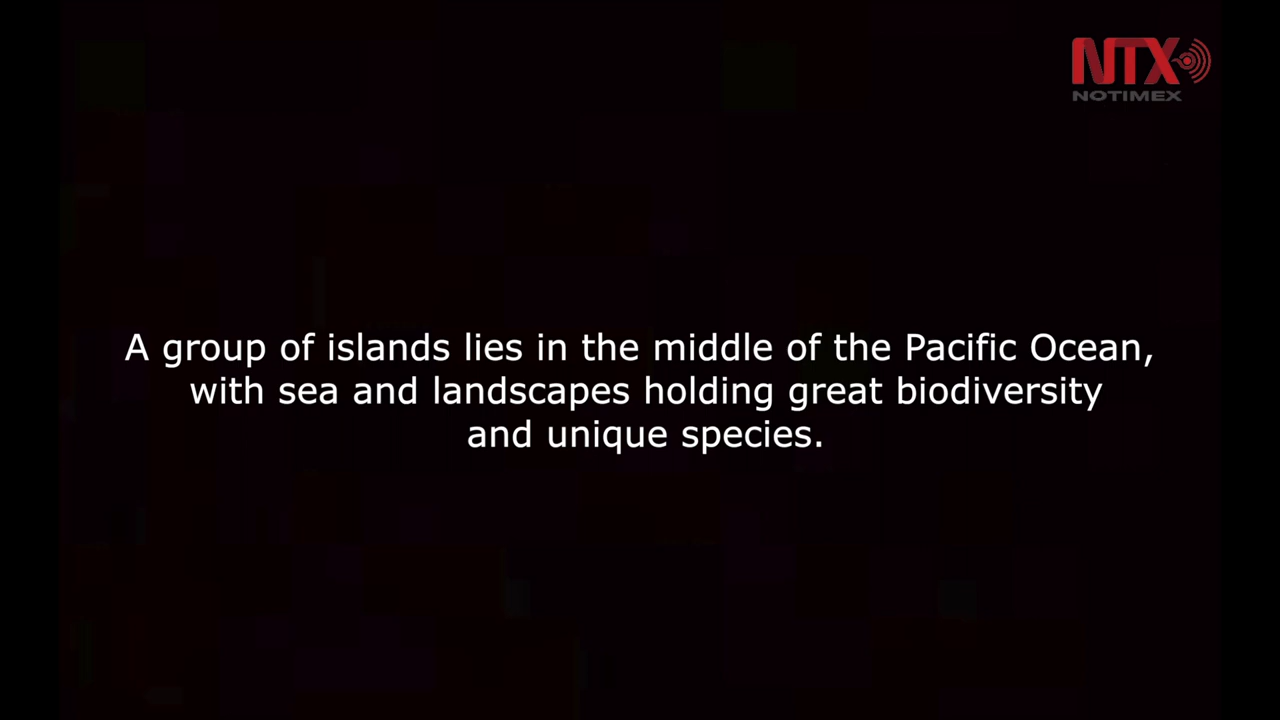 NTX
NOTIMEX
A group of islands lies in the middle of the Pacific Ocean,
with sea and landscapes holding great biodiversity
and unique species.